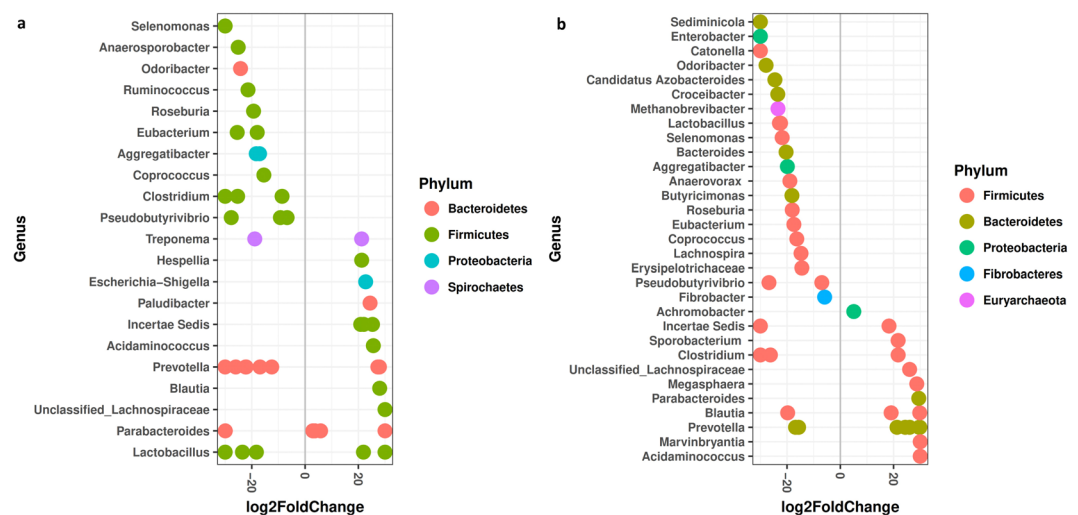 a
Genus
Selenomonas
Anaerosporobacter
Odoribacter
Ruminococcus
Roseburia
Eubacterium
Aggregatibacter
Coprococcus
Clostridium
Pseudobutyrivibrio
Treponema
Hespellia
Escherichia−Shigella
Paludibacter
Incertae Sedis
Acidaminococcus
Prevotella
Blautia
Unclassified_Lachnospiraceae
Parabacteroides
Lactobacillus
−20
0
20
log2FoldChange
Phylum
Bacteroidetes
Firmicutes
Proteobacteria
Spirochaetes
b
Genus
Sediminicola
Enterobacter
Catonella
Odoribacter
Candidatus Azobacteroides
Croceibacter
Methanobrevibacter
Lactobacillus
Selenomonas
Bacteroides
Aggregatibacter
Anaerovorax
Butyricimonas
Roseburia
Eubacterium
Coprococcus
Lachnospira
Erysipelotrichaceae
Pseudobutyrivibrio
Fibrobacter
Achromobacter
Incertae Sedis
Sporobacterium
Clostridium
Unclassified_Lachnospiraceae
Megasphaera
Parabacteroides
Blautia
Prevotella
Marvinbryantia
Acidaminococcus
−20
0
20
log2FoldChange
Phylum
Firmicutes
Bacteroidetes
Proteobacteria
Fibrobacteres
Euryarchaeota